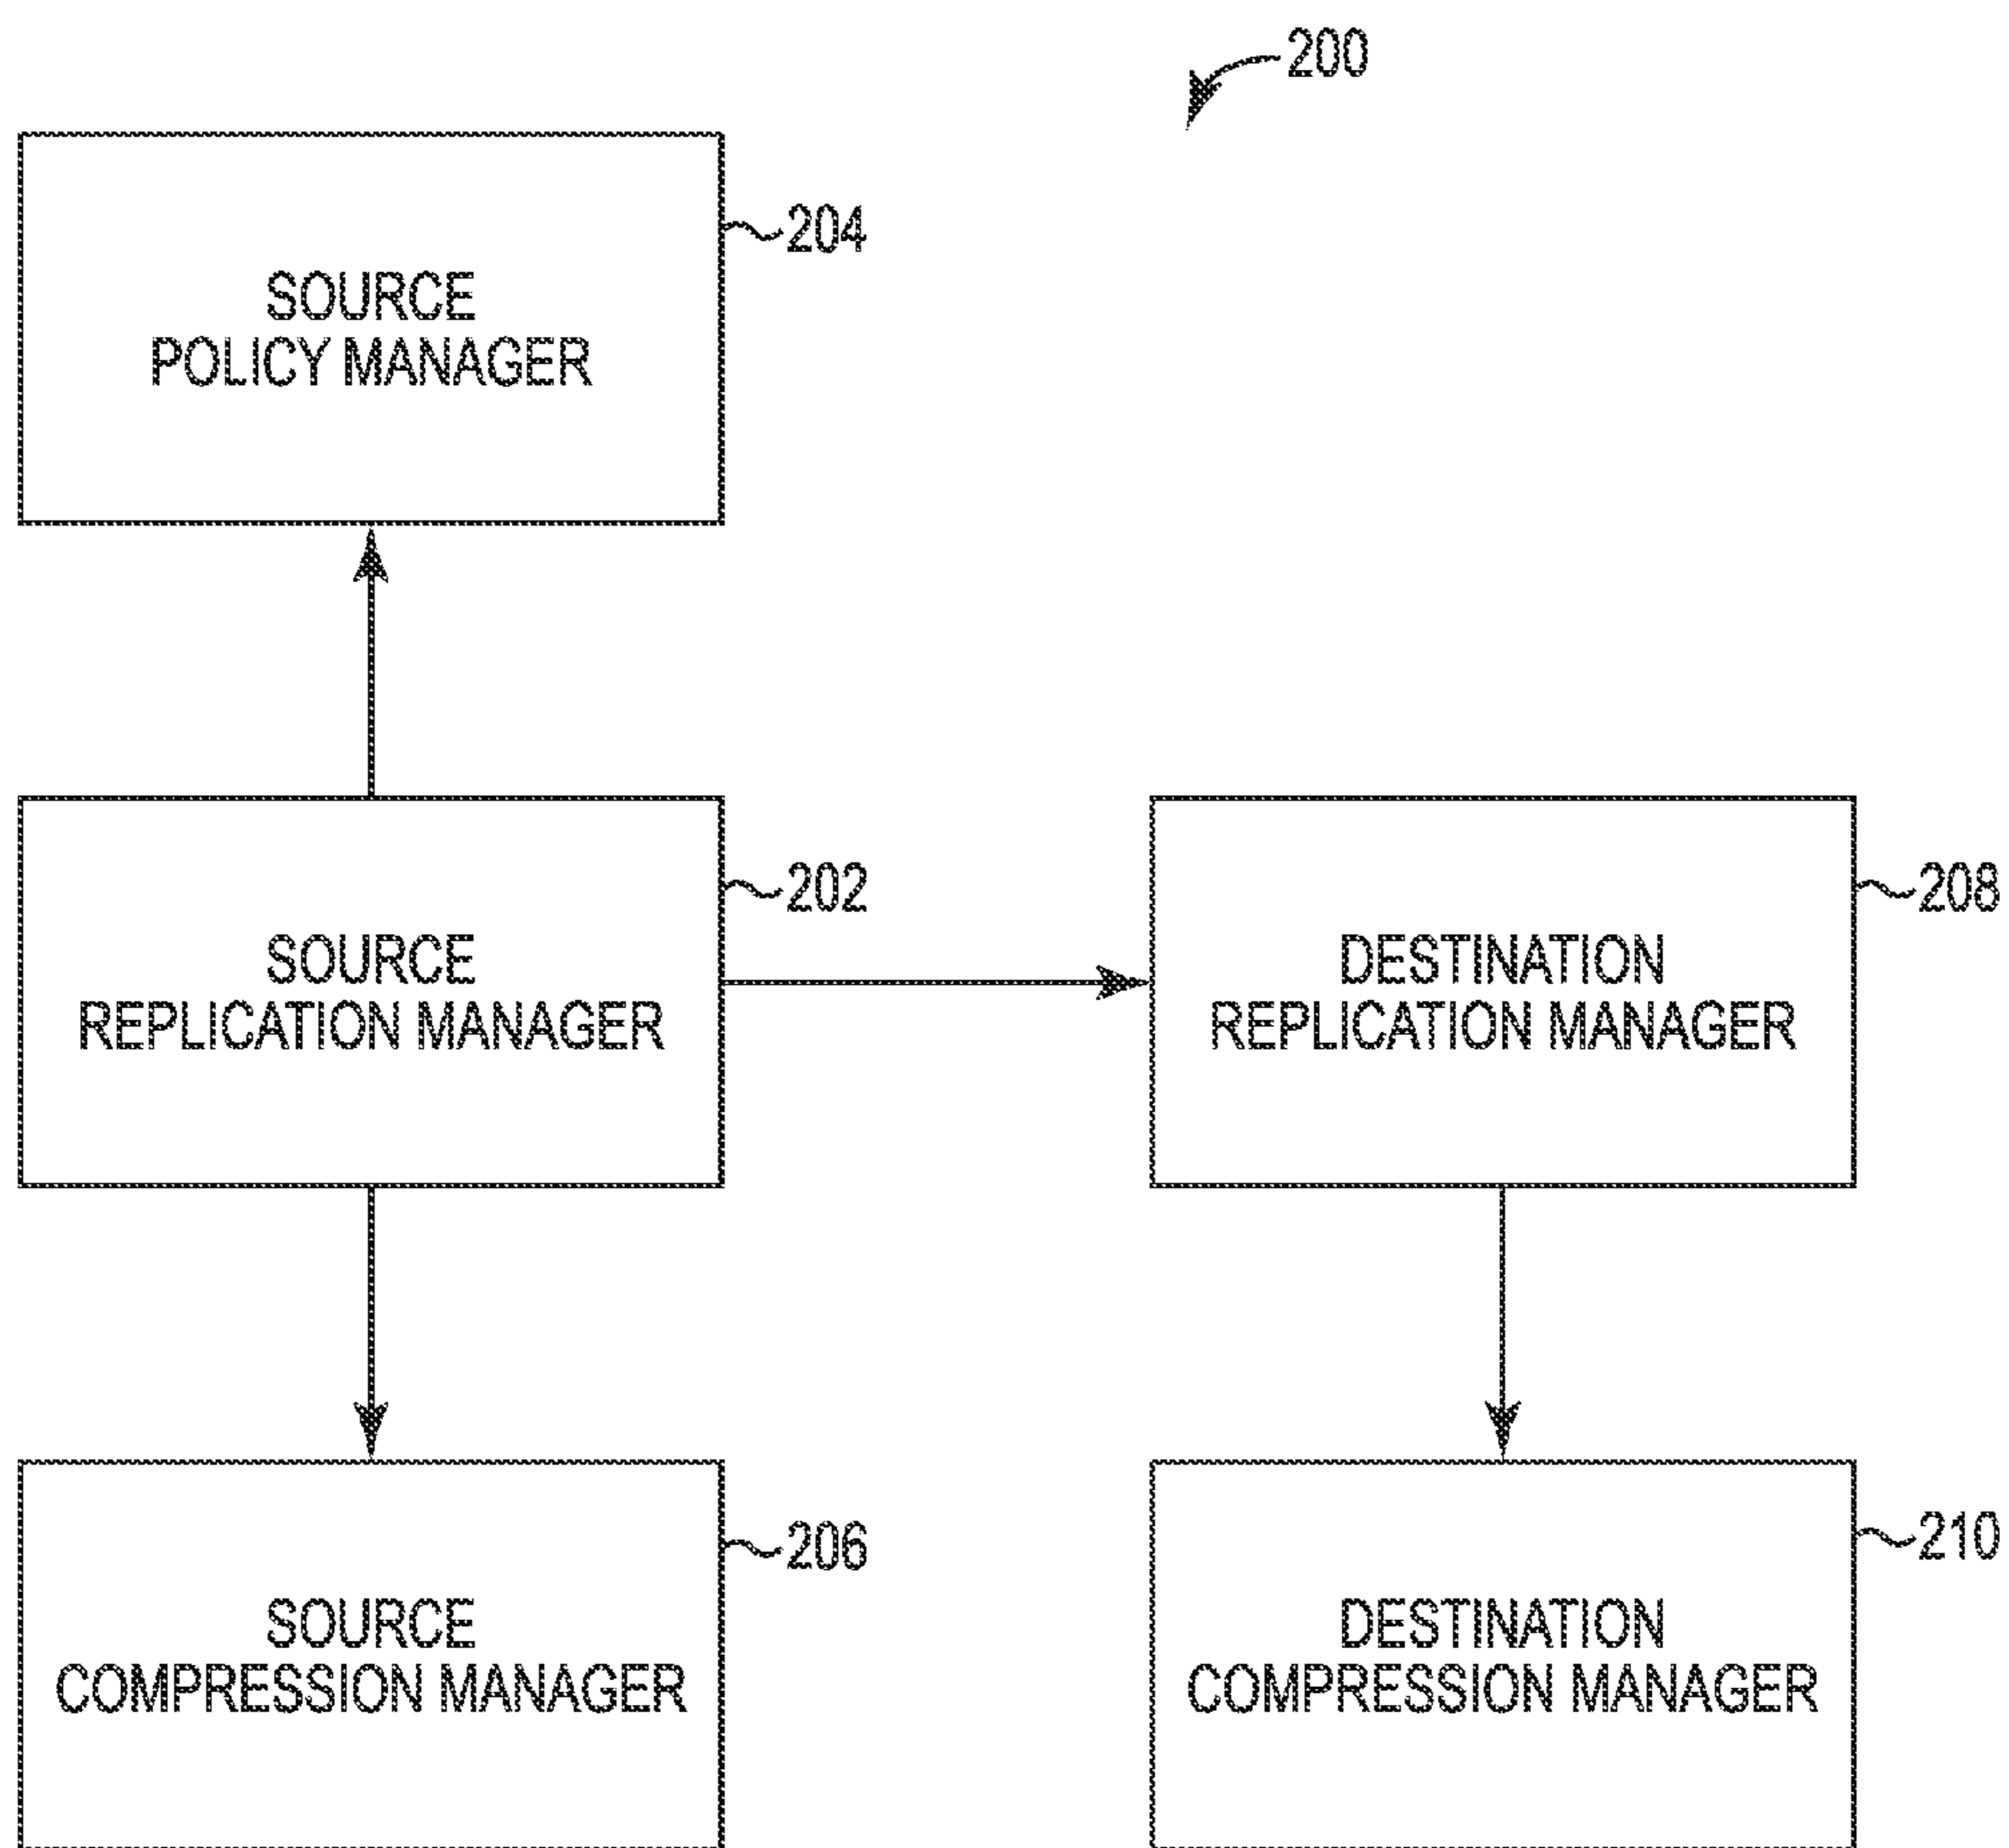 200
204
SOURCE
POLICY MANAGER
202
SOURCE
REPLICATION MANAGER
208
DESTINATION
REPLICATION MANAGER
206
SOURCE
COMPRESSION MANAGER
210
DESTINATION
COMPRESSION MANAGER